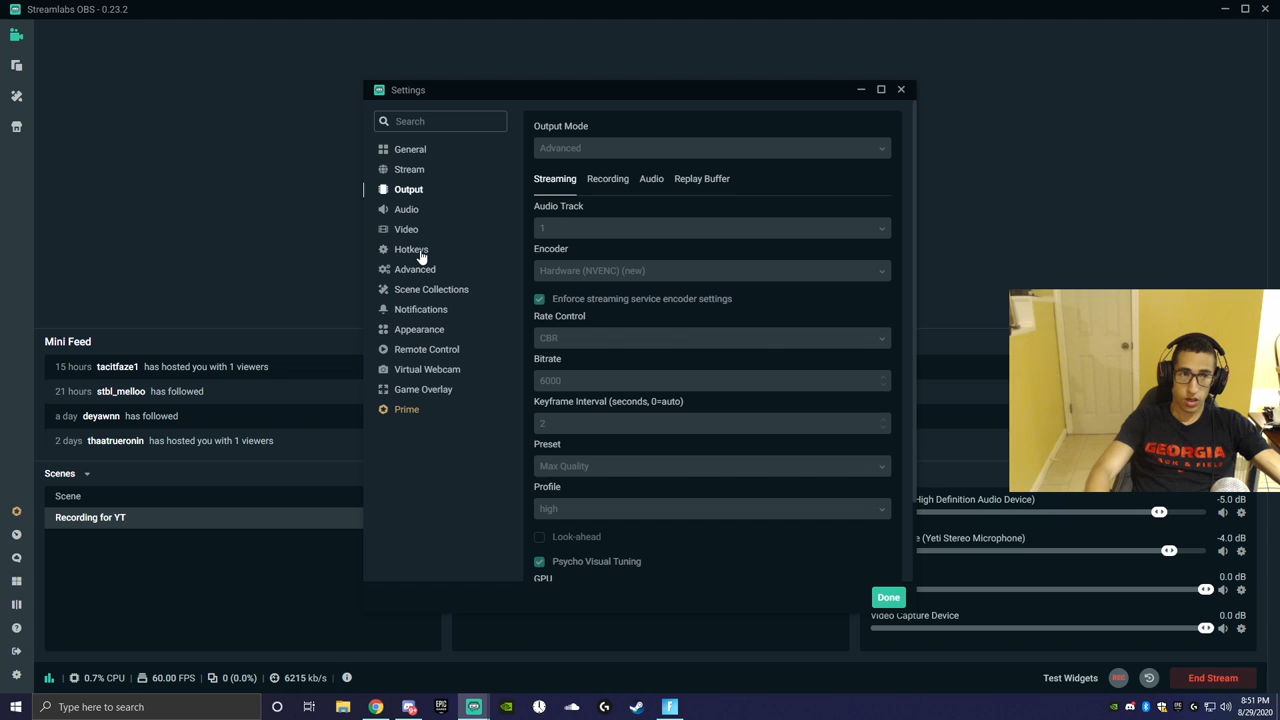 Streamlabs OBS - 0.23.2
Settings
Search
General
Stream
Output
Audio
Video
Hotkeys
Advanced
Scene Collections
Notifications
Appearance
Remote Control
Virtual Webcam
Game Overlay
Prime
Output Mode
Advanced
Streaming Recording Audio Replay Buffer
Audio Track
1
Encoder
Hardware (NVENC) (new)
Enforce streaming service encoder settings
Rate Control
CBR
Bitrate
6000
Keyframe Interval (seconds, 0=auto)
2
Preset
Max Quality
Profile
high
Look-ahead
Psycho Visual Tuning
GPU
Done
Mini Feed
15 hours tacitfaze1 has hosted you with 1 viewers
21 hours stbl_melloo has followed
a day deyawnn has followed
2 days thaatrueronin has hosted you with 1 viewers
Scenes
Scene
Recording for YT
GEORGIA
& FIELD
High Definition Audio Device) -5.0 dB
e (Yeti Stereo Microphone) -4.0 dB
0.0 dB
Video Capture Device 0.0 dB
0.7% CPU 60.00 FPS 0 (0.0%) 6215 kb/s
Test Widgets REC End Stream
Type here to search
EPIC
GAMES
8:51 PM
8/29/2020